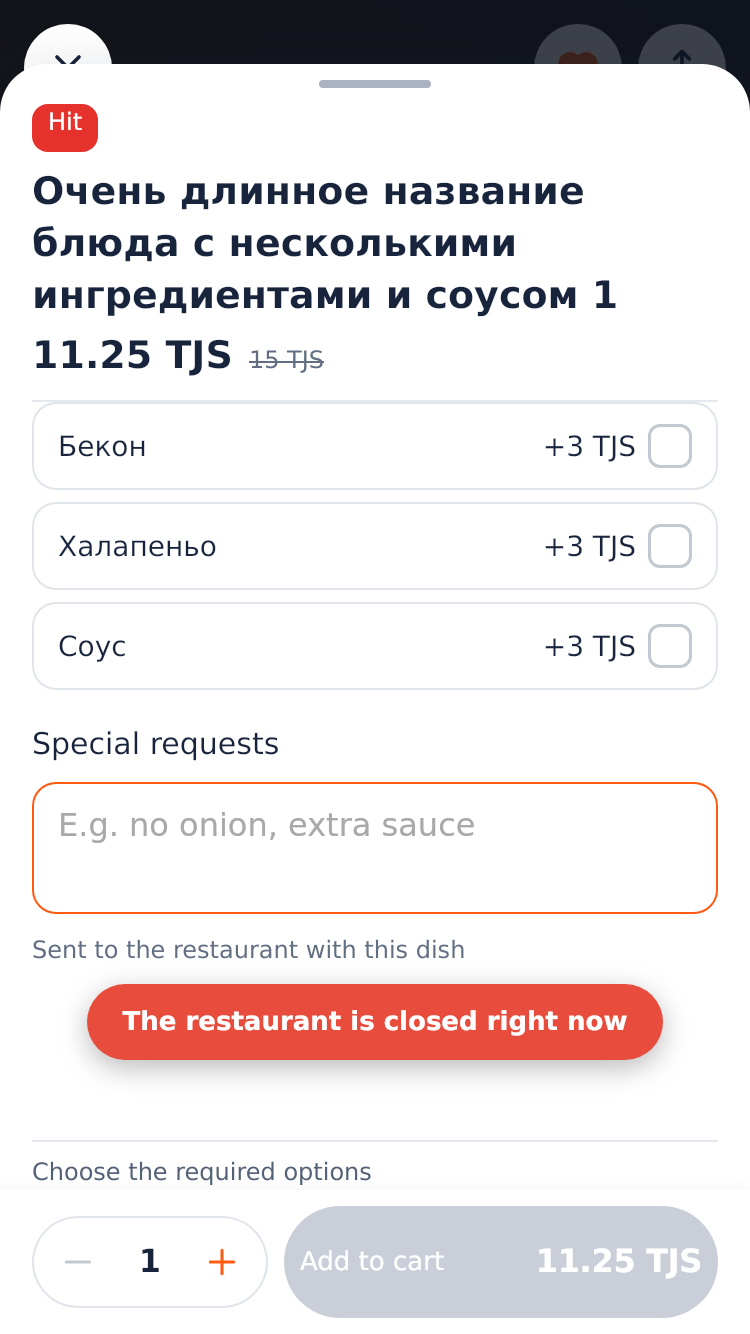 Hit
Очень длинное название
блюда с несколькими
ингредиентами и соусом 1
11.25 TJS 15 TJS
Бекон +3 TJS
Халапеньо +3 TJS
Соус +3 TJS
Special requests
E.g. no onion, extra sauce
Sent to the restaurant with this dish
The restaurant is closed right now
Choose the required options
1 Add to cart 11.25 TJS